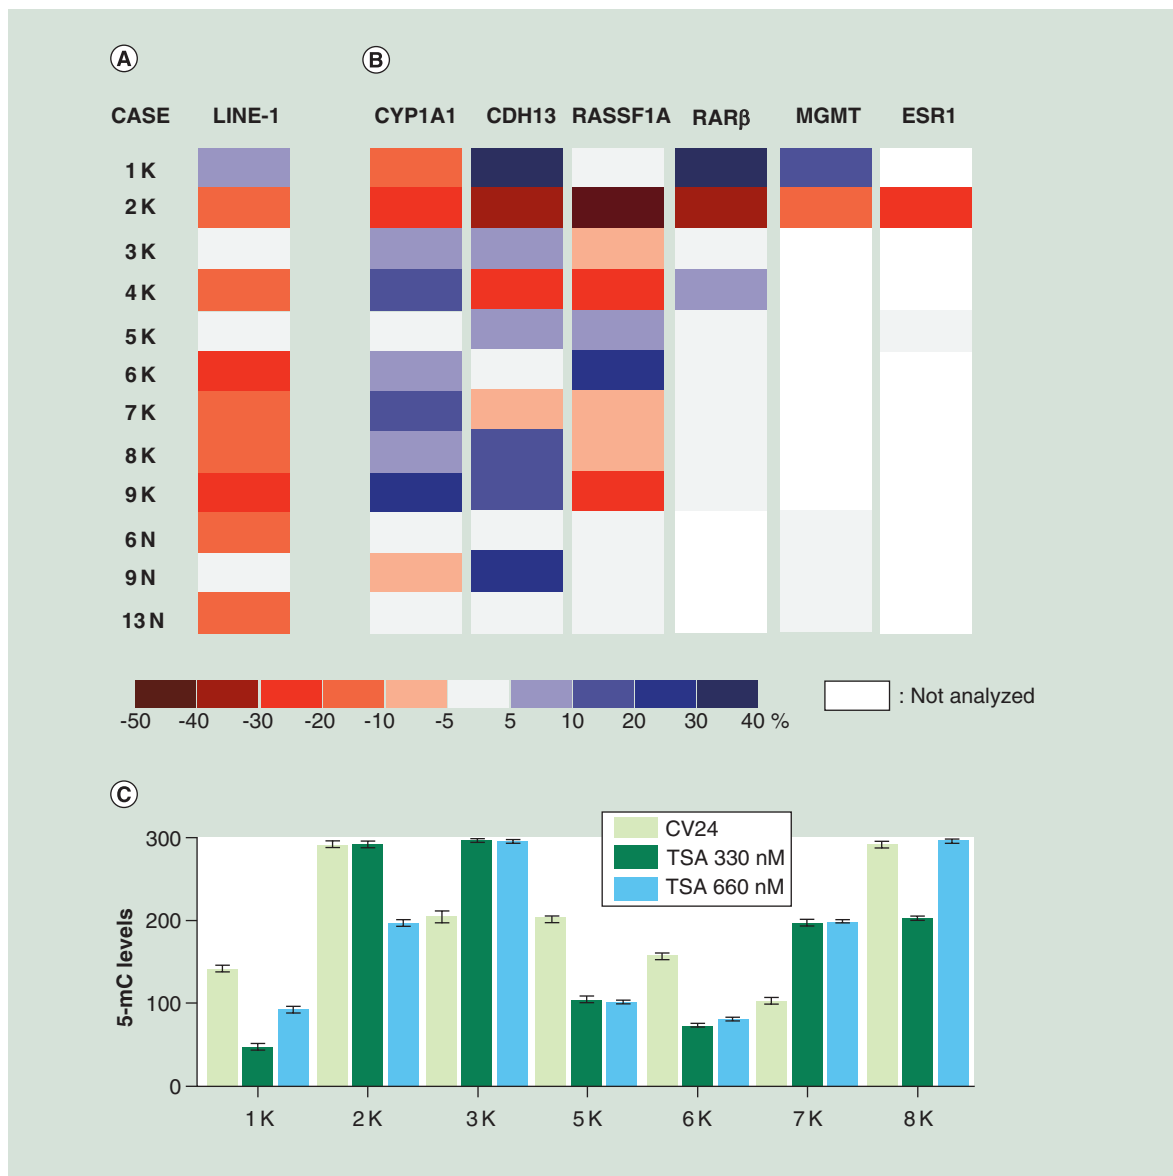 A
B
CASE LINE-1 CYP1A1 CDH13 RASSF1A RARβ MGMT ESR1
1 K
2 K
3 K
4 K
5 K
6 K
7 K
8 K
9 K
6 N
9 N
13 N
-50 -40 -30 -20 -10 -5 5 10 20 30 40 %
: Not analyzed
C
CV24
TSA 330 nM
TSA 660 nM
5-mC levels
300
200
100
0
1 K 2 K 3 K 5 K 6 K 7 K 8 K